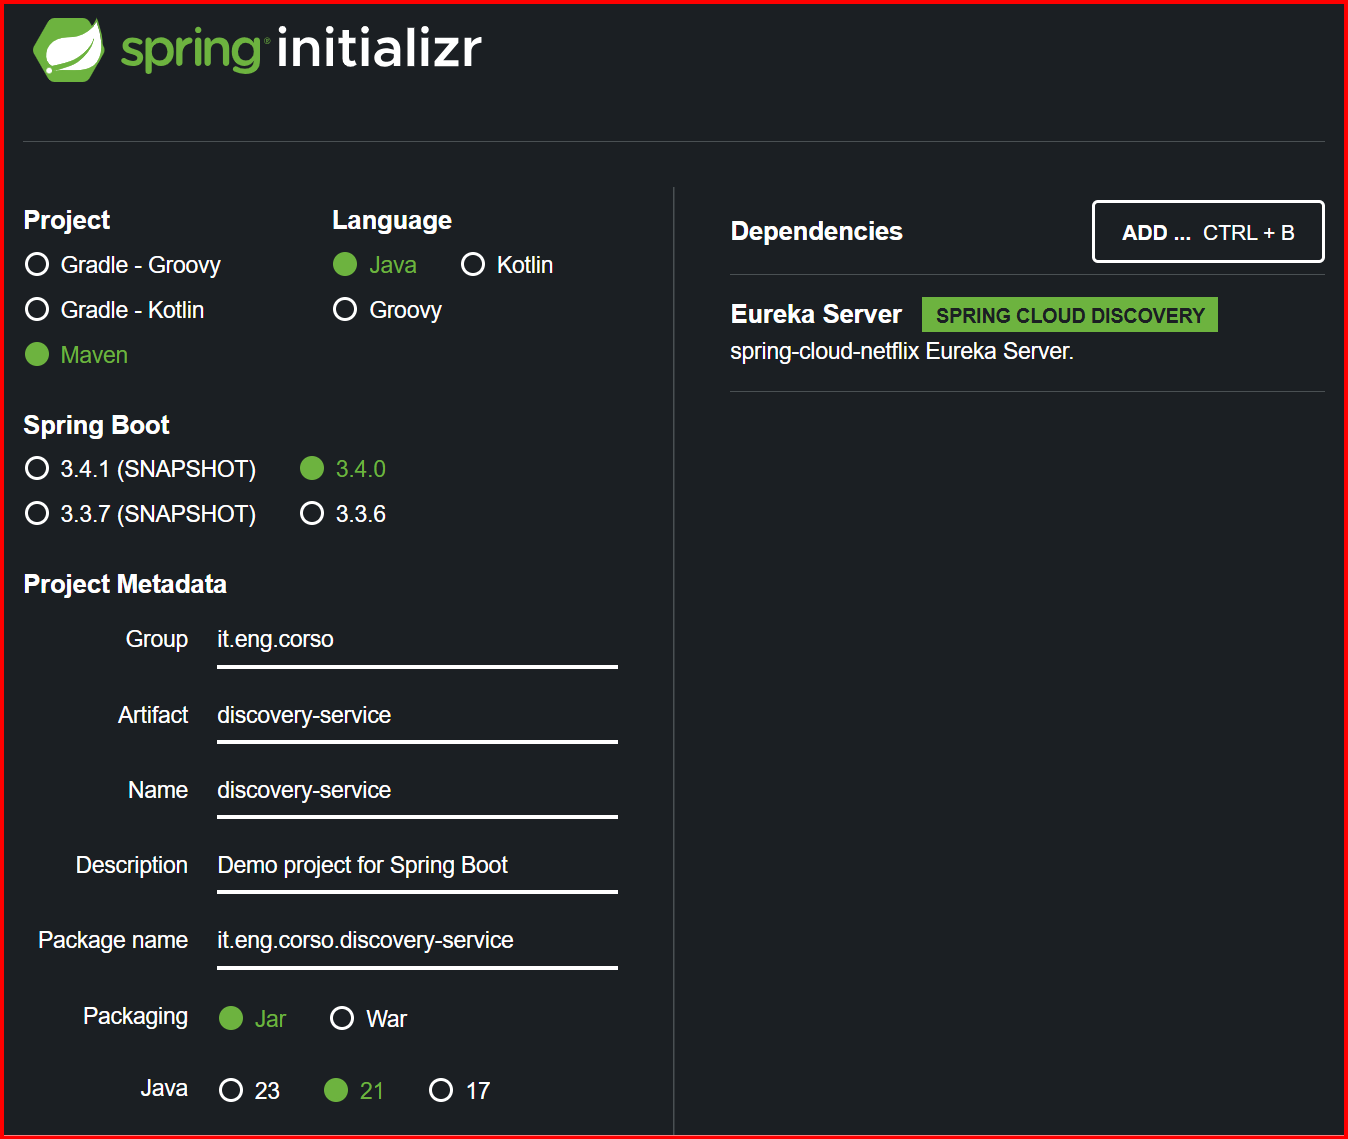 spring® initializr
Project
Gradle - Groovy
Gradle - Kotlin
Maven
Language
Java Kotlin
Groovy
Spring Boot
3.4.1 (SNAPSHOT) 3.4.0
3.3.7 (SNAPSHOT) 3.3.6
Project Metadata
Group it.eng.corso
Artifact discovery-service
Name discovery-service
Description Demo project for Spring Boot
Package name it.eng.corso.discovery-service
Packaging Jar War
Java 23 21 17
Dependencies ADD ... CTRL + B
Eureka Server SPRING CLOUD DISCOVERY
spring-cloud-netflix Eureka Server.